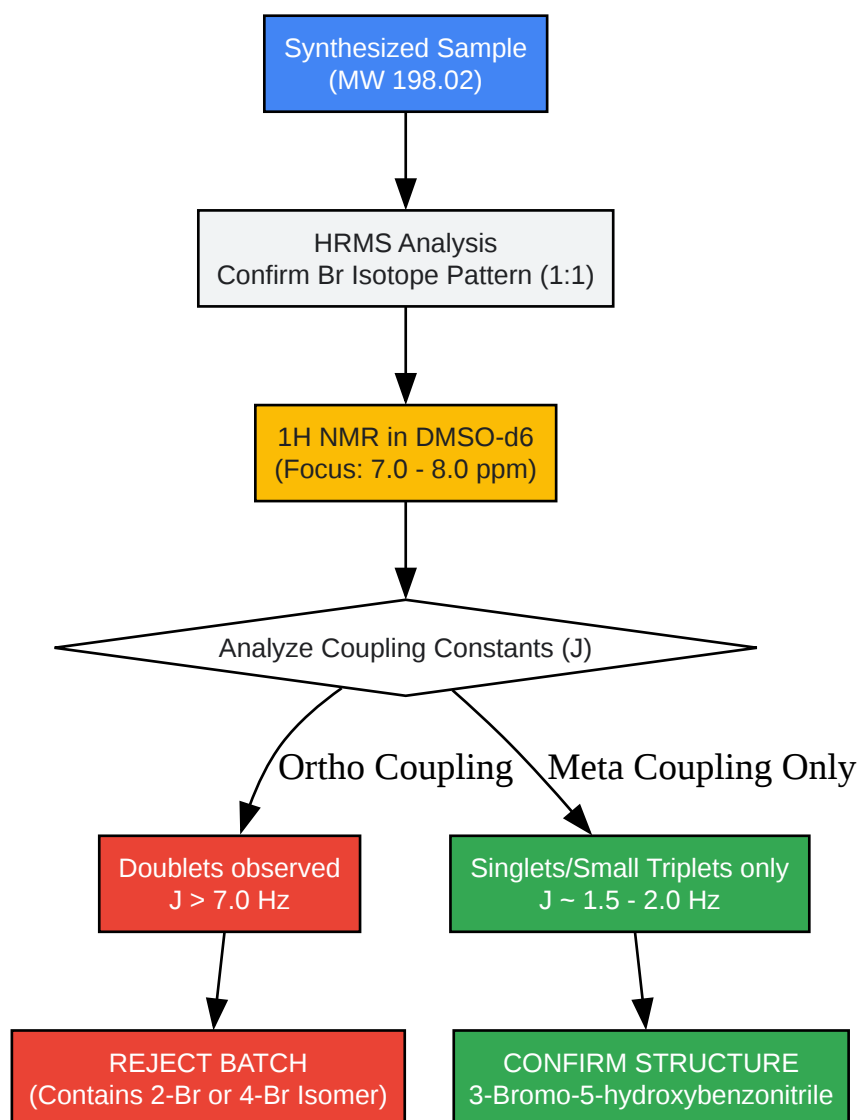 Synthesized Sample
(MW 198.02)
HRMS Analysis
Confirm Br Isotope Pattern (1:1)
1H NMR in DMSO-d6
(Focus: 7.0 - 8.0 ppm)
Analyze Coupling Constants (J)
Ortho Coupling
Meta Coupling Only
Doublets observed
J > 7.0 Hz
Singlets/Small Triplets only
J ~ 1.5 - 2.0 Hz
REJECT BATCH
(Contains 2-Br or 4-Br Isomer)
CONFIRM STRUCTURE
3-Bromo-5-hydroxybenzonitrile